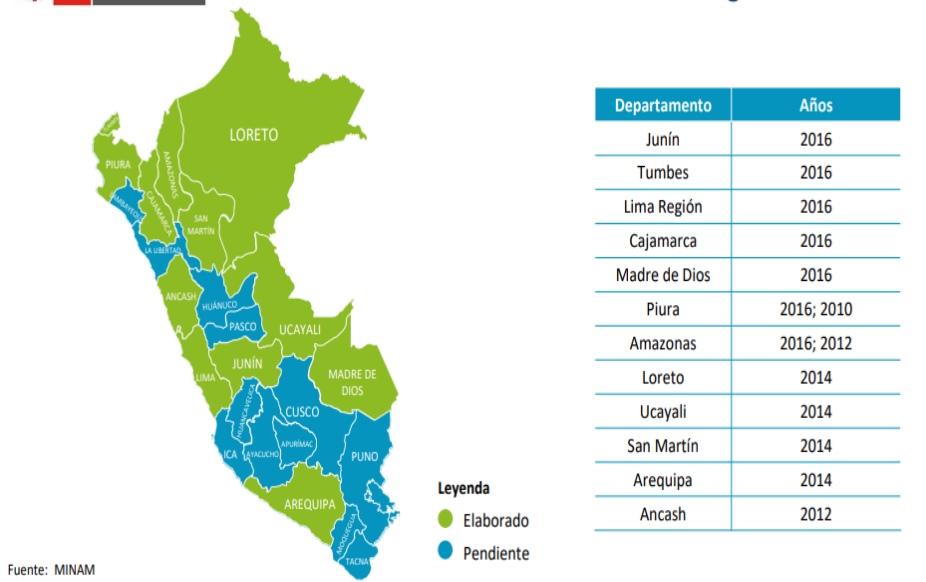 LORETO
PIURA
AMAZONAS
CAJAMARCA
SAN
MARTÍN
LA LIBERTAD
ANCASH
HUÁNUCO
PASCO
UCAYALI
LIMA
JUNÍN
MADRE DE
DIOS
HUANCAVELICA
CUSCO
ICA
AYACUCHO
APURÍMAC
PUNO
AREQUIPA
MOQUEGUA
TACNA
Leyenda
Elaborado
Pendiente
Departamento Años
Junín 2016
Tumbes 2016
Lima Región 2016
Cajamarca 2016
Madre de Dios 2016
Piura 2016; 2010
Amazonas 2016; 2012
Loreto 2014
Ucayali 2014
San Martín 2014
Arequipa 2014
Ancash 2012
Fuente: MINAM